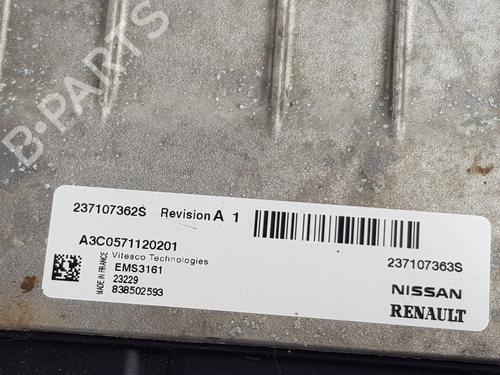 B-PARTS
237107362S Revision A 1
A3C0571120201
Vitesco Technologies
EMS3161
23229
838502593
MADE IN FRANCE
237107363S
NISSAN
RENAULT